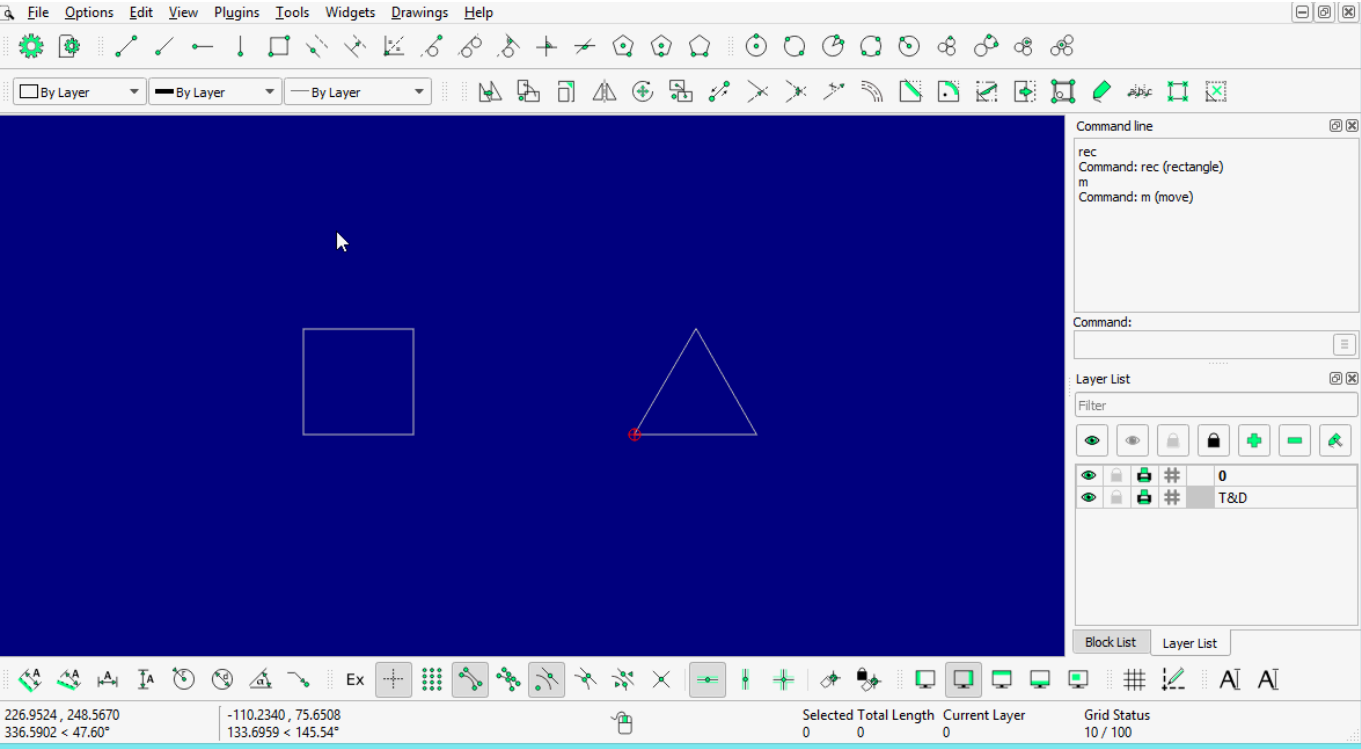 File Options Edit View Plugins Tools Widgets Drawings Help
By Layer By Layer By Layer
Command line
rec
Command: rec (rectangle)
m
Command: m (move)
Command:
Layer List
Filter
0
T&D
Block List Layer List
Ex
226.9524 , 248.5670
336.5902 < 47.60°
-110.2340 , 75.6508
133.6959 < 145.54°
Selected Total Length Current Layer
0 0 0
Grid Status
10 / 100